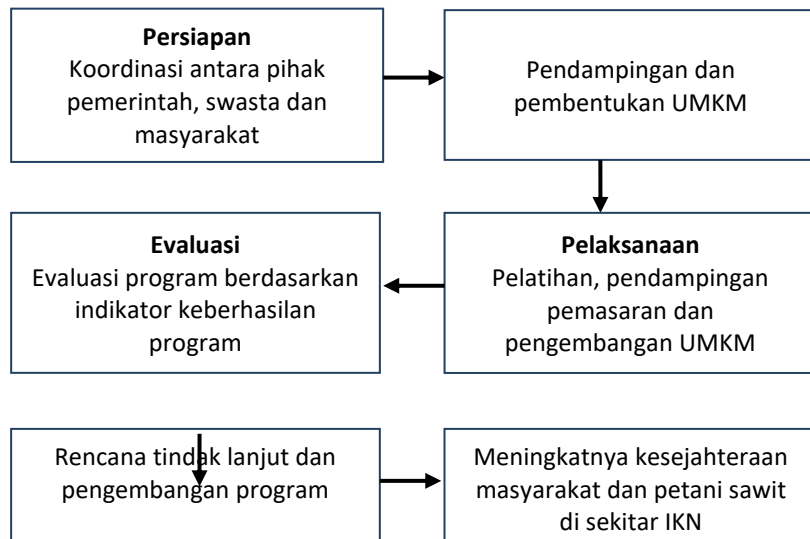 Persiapan
Koordinasi antara pihak
pemerintah, swasta dan
masyarakat
Pendampingan dan
pembentukan UMKM
Evaluasi
Evaluasi program berdasarkan
indikator keberhasilan
program
Pelaksanaan
Pelatihan, pendampingan
pemasaran dan
pengembangan UMKM
Rencana tindak lanjut dan
pengembangan program
Meningkatnya kesejahteraan
masyarakat dan petani sawit
di sekitar IKN